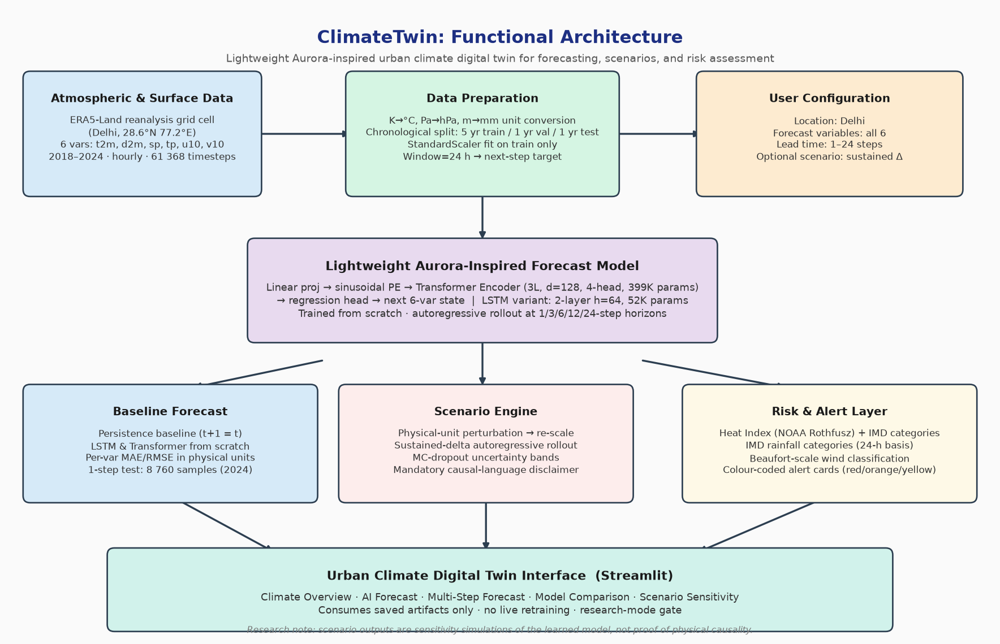 ClimateTwin: Functional Architecture
Lightweight Aurora-inspired urban climate digital twin for forecasting, scenarios, and risk assessment
Atmospheric & Surface Data
ERA5-Land reanalysis grid cell
(Delhi, 28.6°N 77.2°E)
6 vars: t2m, d2m, sp, tp, u10, v10
2018–2024 · hourly · 61 368 timesteps
Data Preparation
K→°C, Pa→hPa, m→mm unit conversion
Chronological split: 5 yr train / 1 yr val / 1 yr test
StandardScaler fit on train only
Window=24 h → next-step target
User Configuration
Location: Delhi
Forecast variables: all 6
Lead time: 1–24 steps
Optional scenario: sustained Δ
Lightweight Aurora-Inspired Forecast Model
Linear proj → sinusoidal PE → Transformer Encoder (3L, d=128, 4-head, 399K params)
→ regression head → next 6-var state | LSTM variant: 2-layer h=64, 52K params
Trained from scratch · autoregressive rollout at 1/3/6/12/24-step horizons
Baseline Forecast
Persistence baseline (t+1 = t)
LSTM & Transformer from scratch
Per-var MAE/RMSE in physical units
1-step test: 8 760 samples (2024)
Scenario Engine
Physical-unit perturbation → re-scale
Sustained-delta autoregressive rollout
MC-dropout uncertainty bands
Mandatory causal-language disclaimer
Risk & Alert Layer
Heat Index (NOAA Rothfusz) + IMD categories
IMD rainfall categories (24-h basis)
Beaufort-scale wind classification
Colour-coded alert cards (red/orange/yellow)
Urban Climate Digital Twin Interface (Streamlit)
Climate Overview · AI Forecast · Multi-Step Forecast · Model Comparison · Scenario Sensitivity
Consumes saved artifacts only · no live retraining · research-mode gate
Research note: scenario outputs are sensitivity simulations of the learned model, not proof of physical causality.